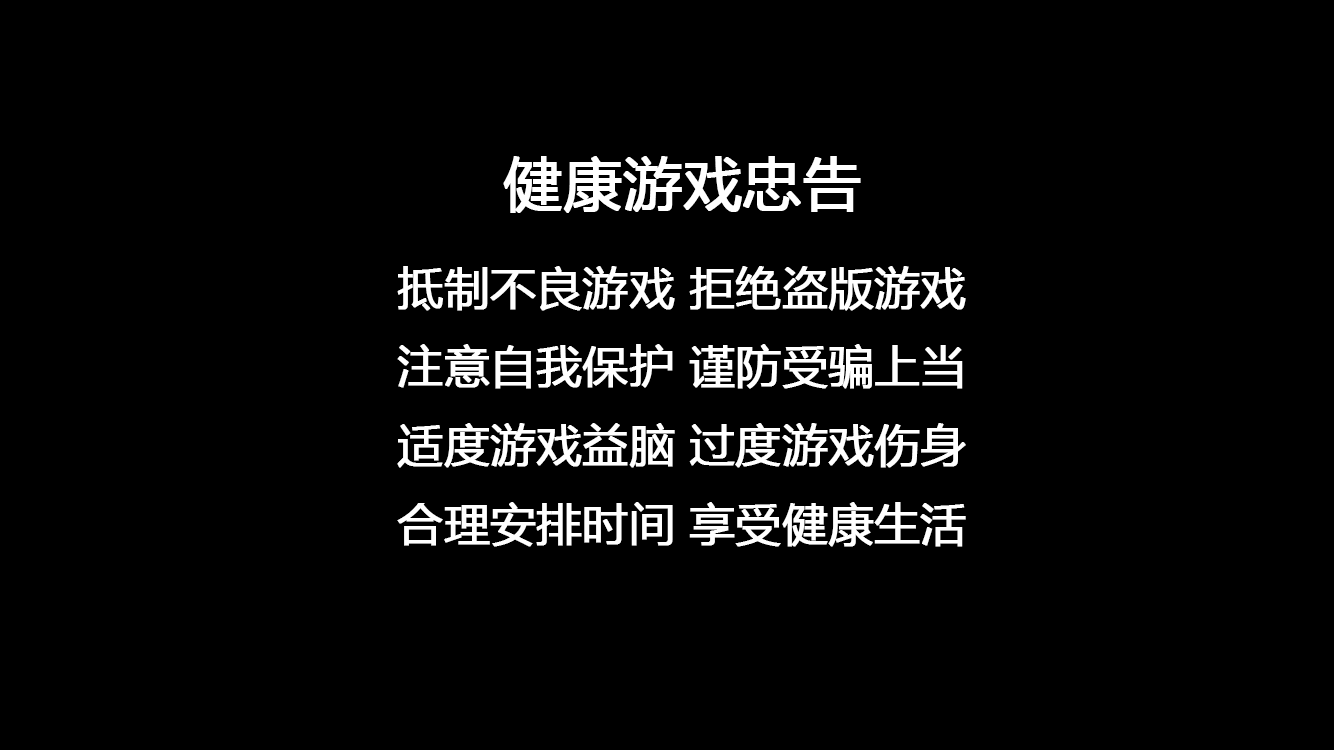 健康游戏忠告
抵制不良游戏 拒绝盗版游戏
注意自我保护 谨防受骗上当
适度游戏益脑 过度游戏伤身
合理安排时间 享受健康生活